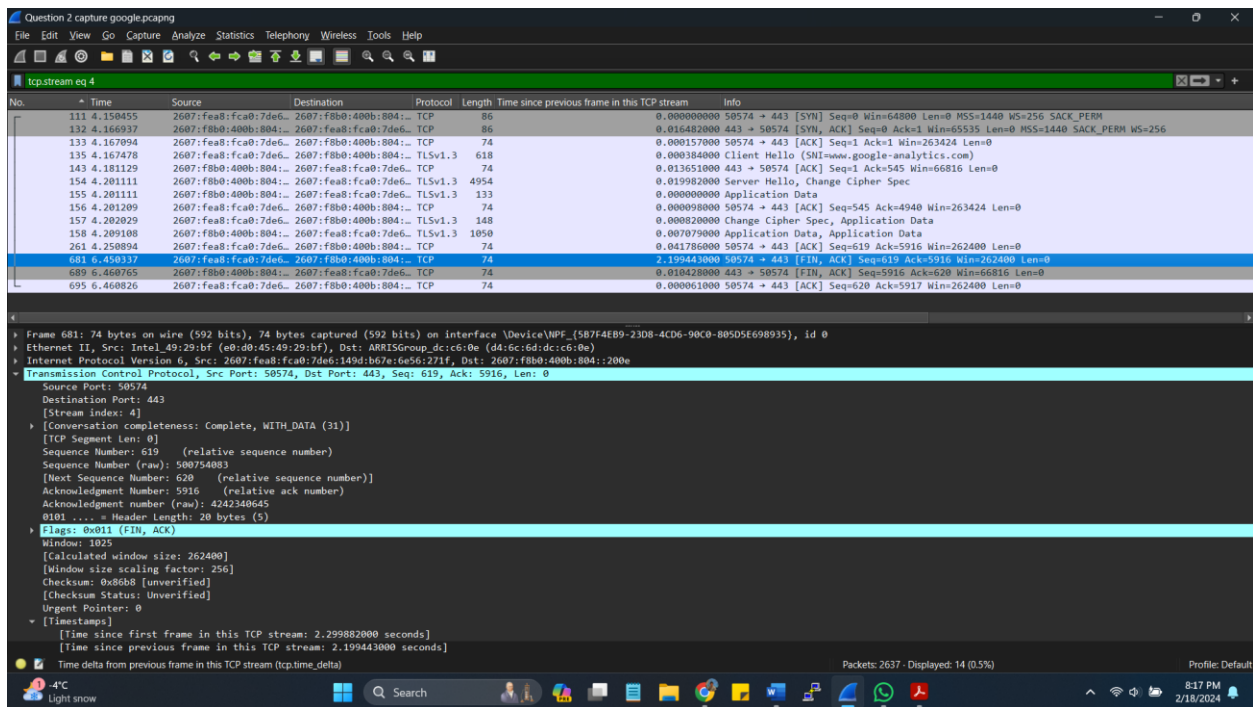 Question 2 capture google.pcapng
File Edit View Go Capture Analyze Statistics Telephony Wireless Tools Help
tcp.stream eq 4
No. Time Source Destination Protocol Length Time since previous frame in this TCP stream Info
111 4.150455 2607:fea8:fca0:7de6… 2607:f8b0:400b:804:… TCP 86 0.000000000 50574 → 443 [SYN] Seq=0 Win=64800 Len=0 MSS=1440 WS=256 SACK_PERM
132 4.166937 2607:f8b0:400b:804:… 2607:fea8:fca0:7de6… TCP 86 0.016482000 443 → 50574 [SYN, ACK] Seq=0 Ack=1 Win=65535 Len=0 MSS=1440 SACK_PERM WS=256
133 4.167094 2607:fea8:fca0:7de6… 2607:f8b0:400b:804:… TCP 74 0.000157000 50574 → 443 [ACK] Seq=1 Ack=1 Win=263424 Len=0
135 4.167478 2607:fea8:fca0:7de6… 2607:f8b0:400b:804:… TLSv1.3 618 0.000384000 Client Hello (SNI=www.google-analytics.com)
143 4.181129 2607:f8b0:400b:804:… 2607:fea8:fca0:7de6… TCP 74 0.013651000 443 → 50574 [ACK] Seq=1 Ack=545 Win=66816 Len=0
154 4.201111 2607:f8b0:400b:804:… 2607:fea8:fca0:7de6… TLSv1.3 4954 0.019982000 Server Hello, Change Cipher Spec
155 4.201111 2607:f8b0:400b:804:… 2607:fea8:fca0:7de6… TLSv1.3 133 0.000000000 Application Data
156 4.201209 2607:fea8:fca0:7de6… 2607:f8b0:400b:804:… TCP 74 0.000098000 50574 → 443 [ACK] Seq=545 Ack=4940 Win=263424 Len=0
157 4.202029 2607:fea8:fca0:7de6… 2607:f8b0:400b:804:… TLSv1.3 148 0.000820000 Change Cipher Spec, Application Data
158 4.209108 2607:f8b0:400b:804:… 2607:fea8:fca0:7de6… TLSv1.3 1050 0.007079000 Application Data, Application Data
261 4.250894 2607:fea8:fca0:7de6… 2607:f8b0:400b:804:… TCP 74 0.041786000 50574 → 443 [ACK] Seq=619 Ack=5916 Win=262400 Len=0
681 6.450337 2607:fea8:fca0:7de6… 2607:f8b0:400b:804:… TCP 74 2.199443000 50574 → 443 [FIN, ACK] Seq=619 Ack=5916 Win=262400 Len=0
689 6.460765 2607:f8b0:400b:804:… 2607:fea8:fca0:7de6… TCP 74 0.010428000 443 → 50574 [FIN, ACK] Seq=5916 Ack=620 Win=66816 Len=0
695 6.460826 2607:fea8:fca0:7de6… 2607:f8b0:400b:804:… TCP 74 0.000061000 50574 → 443 [ACK] Seq=620 Ack=5917 Win=262400 Len=0
Frame 681: 74 bytes on wire (592 bits), 74 bytes captured (592 bits) on interface \Device\NPF_{5B7F4EB9-23D8-4CD6-90C0-805D5E698935}, id 0
Ethernet II, Src: Intel_49:29:bf (e0:d0:45:49:29:bf), Dst: ARRISGroup_dc:c6:0e (d4:6c:6d:dc:c6:0e)
Internet Protocol Version 6, Src: 2607:fea8:fca0:7de6:149d:b67e:6e56:271f, Dst: 2607:f8b0:400b:804::200e
Transmission Control Protocol, Src Port: 50574, Dst Port: 443, Seq: 619, Ack: 5916, Len: 0
Source Port: 50574
Destination Port: 443
[Stream index: 4]
[Conversation completeness: Complete, WITH_DATA (31)]
[TCP Segment Len: 0]
Sequence Number: 619 (relative sequence number)
Sequence Number (raw): 500754083
[Next Sequence Number: 620 (relative sequence number)]
Acknowledgment Number: 5916 (relative ack number)
Acknowledgment number (raw): 4242340645
0101 .... = Header Length: 20 bytes (5)
Flags: 0x011 (FIN, ACK)
Window: 1025
[Calculated window size: 262400]
[Window size scaling factor: 256]
Checksum: 0x86b8 [unverified]
[Checksum Status: Unverified]
Urgent Pointer: 0
[Timestamps]
[Time since first frame in this TCP stream: 2.299882000 seconds]
[Time since previous frame in this TCP stream: 2.199443000 seconds]
Time delta from previous frame in this TCP stream (tcp.time_delta) Packets: 2637 · Displayed: 14 (0.5%) Profile: Default
-4°C
Light snow
Search
8:17 PM
2/18/2024